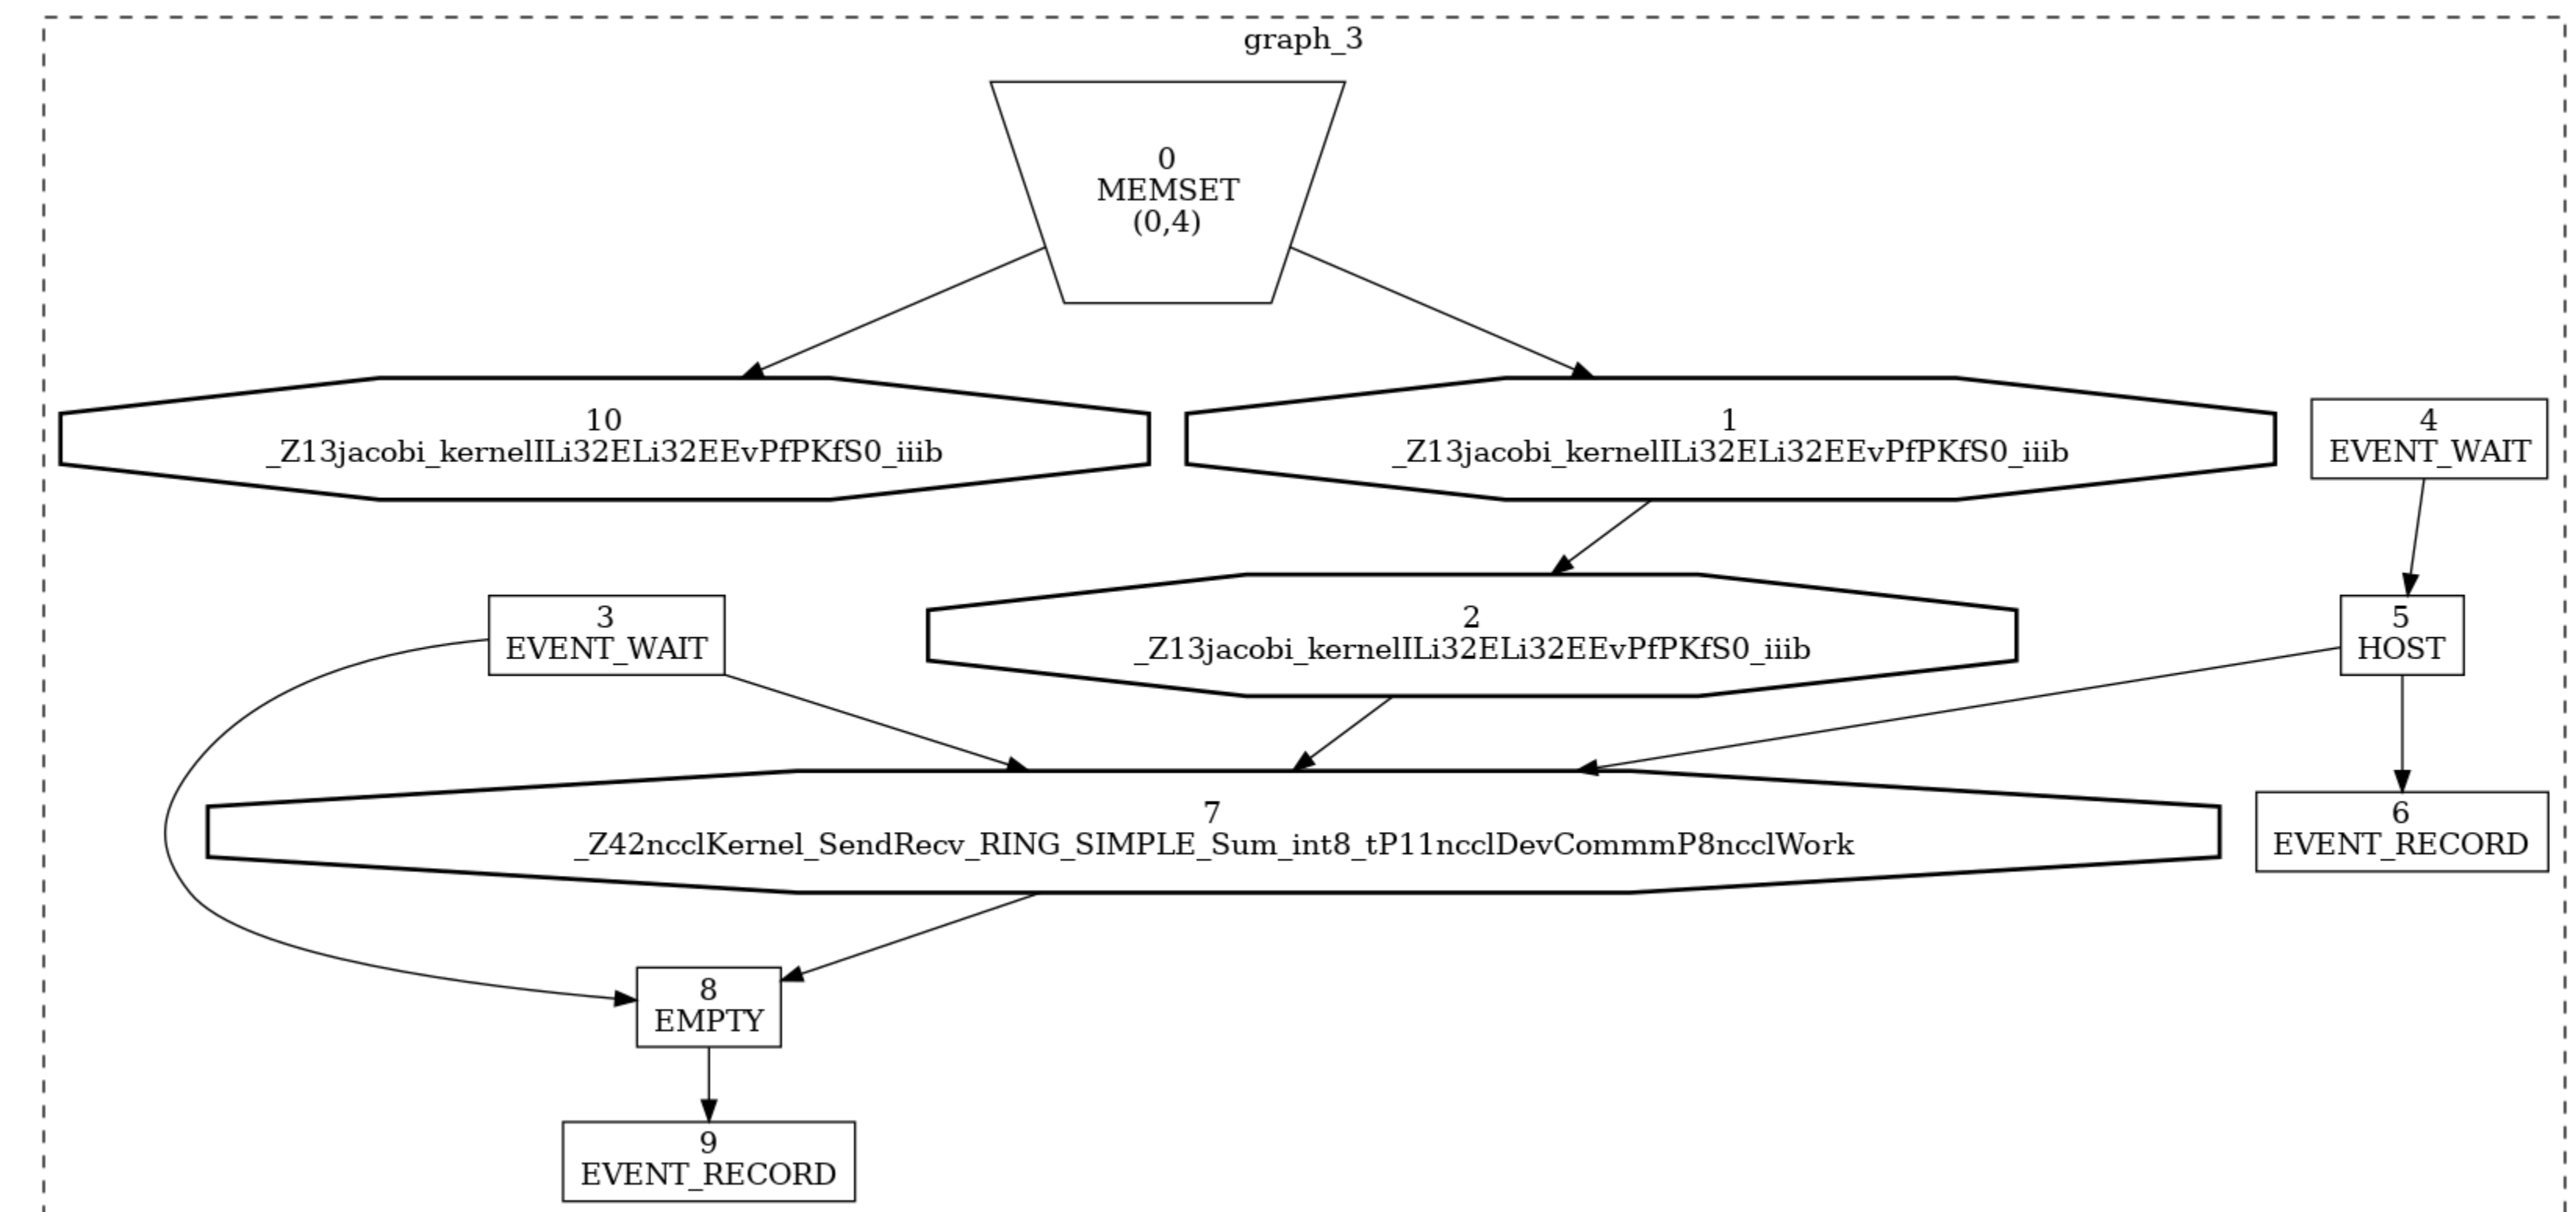 graph_3
0
MEMSET
(0,4)
10
_Z13jacobi_kernelILi32ELi32EEvPfPKfS0_iiib
1
_Z13jacobi_kernelILi32ELi32EEvPfPKfS0_iiib
4
EVENT_WAIT
3
EVENT_WAIT
2
_Z13jacobi_kernelILi32ELi32EEvPfPKfS0_iiib
5
HOST
7
_Z42ncclKernel_SendRecv_RING_SIMPLE_Sum_int8_tP11ncclDevCommmP8ncclWork
6
EVENT_RECORD
8
EMPTY
9
EVENT_RECORD